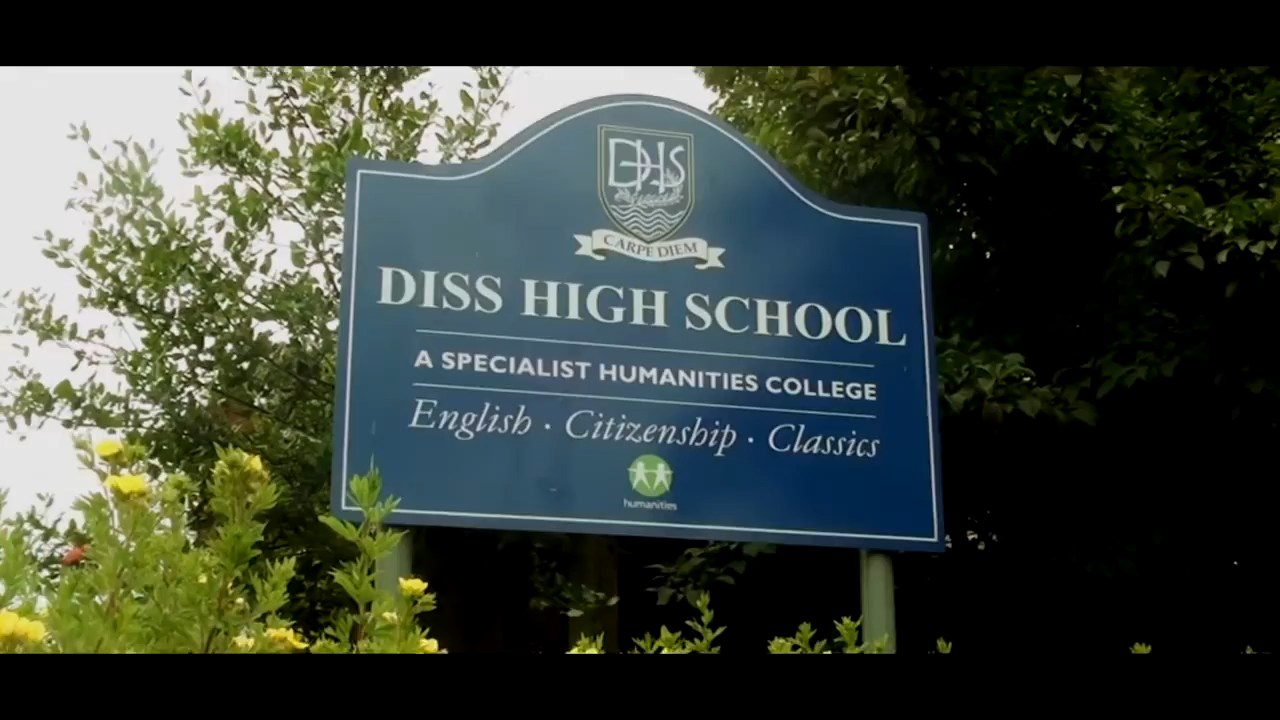 DHS
CARPE DIEM
DISS HIGH SCHOOL
A SPECIALIST HUMANITIES COLLEGE
English · Citizenship · Classics
humanities